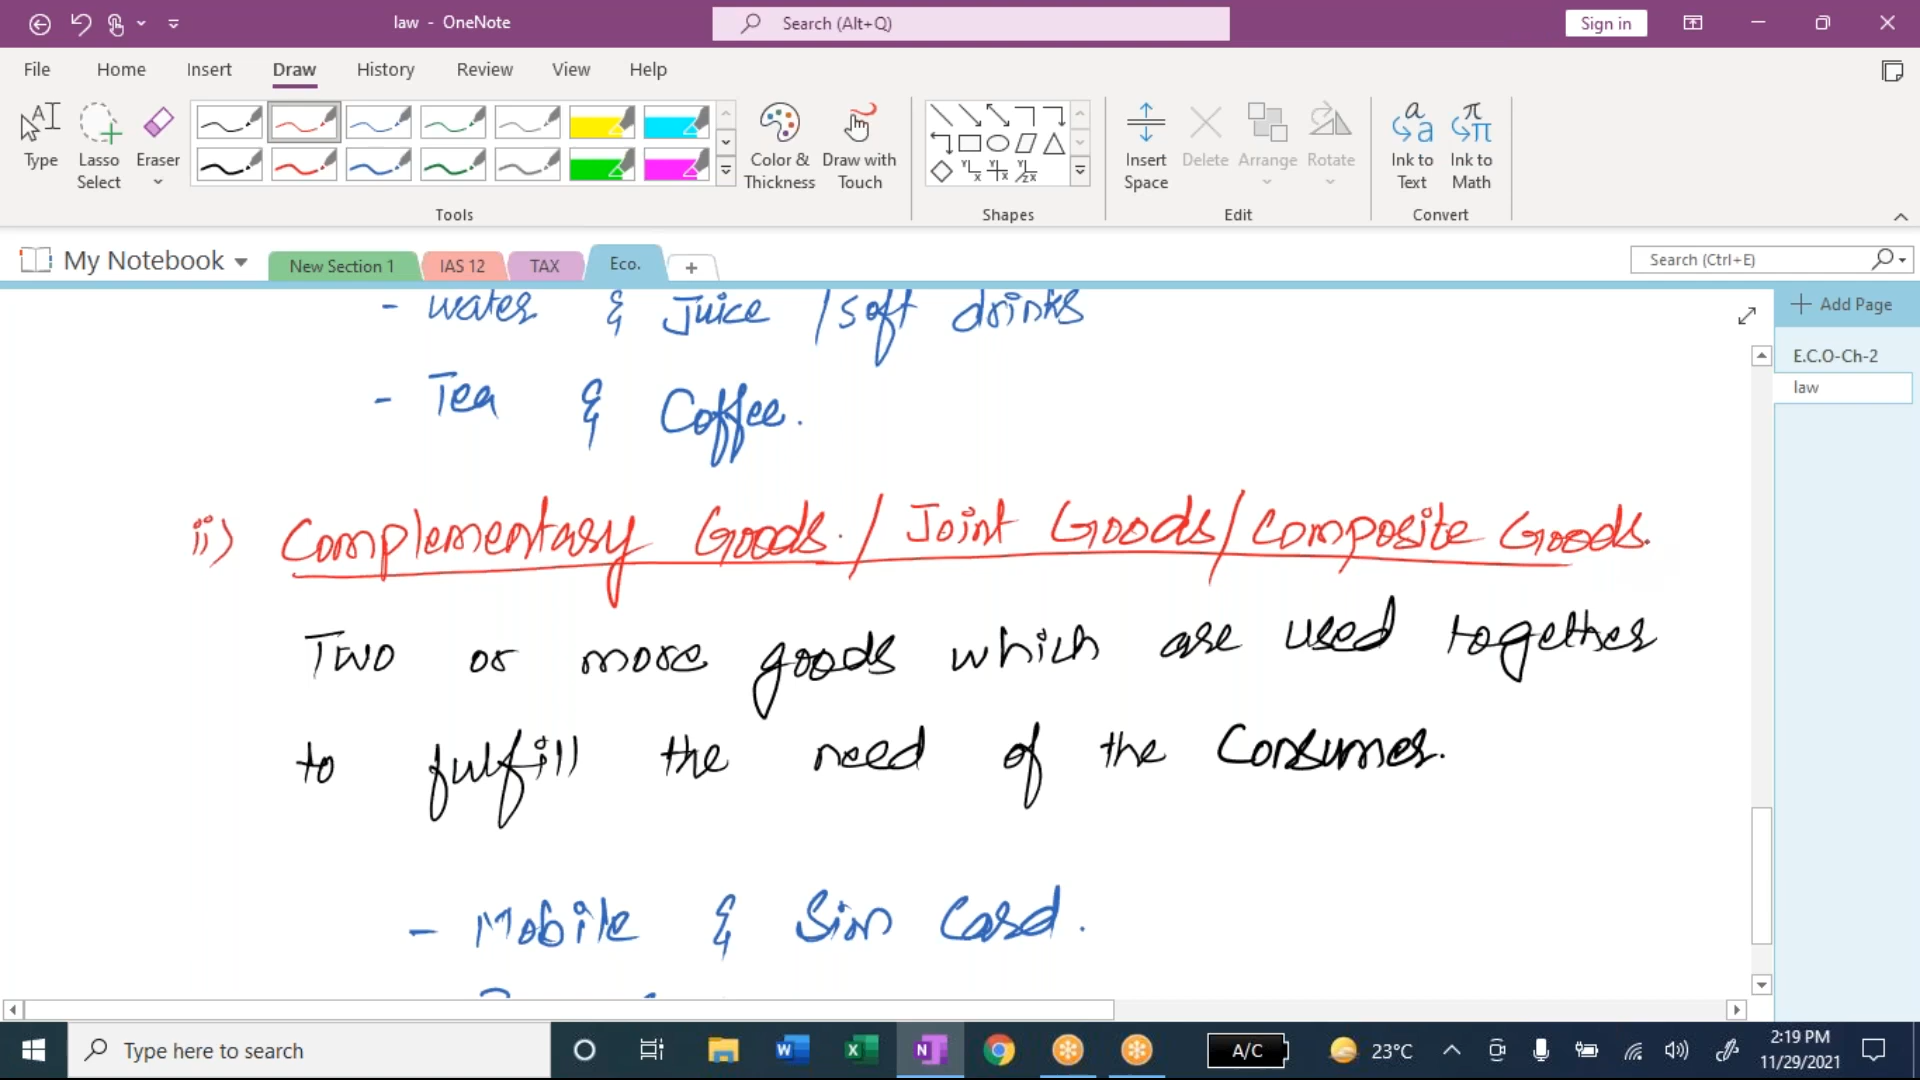 law - OneNote
Search (Alt+Q)
Sign in
File Home Insert Draw History Review View Help
Type
Lasso Select
Eraser
Color & Thickness
Draw with Touch
Insert Space
Delete
Arrange
Rotate
Ink to Text
Ink to Math
Tools
Shapes
Edit
Convert
My Notebook
New Section 1
IAS 12
TAX
Eco.
Search (Ctrl+E)
Add Page
E.C.O-Ch-2
law
- Water & Juice / soft drinks
- Tea & Coffee.
ii) Complementary Goods. / Joint Goods / Composite Goods.
Two or more goods which are used together
to fulfill the need of the Consumer.
- Mobile & Sim Card.
Type here to search
A/C
23°C
2:19 PM
11/29/2021